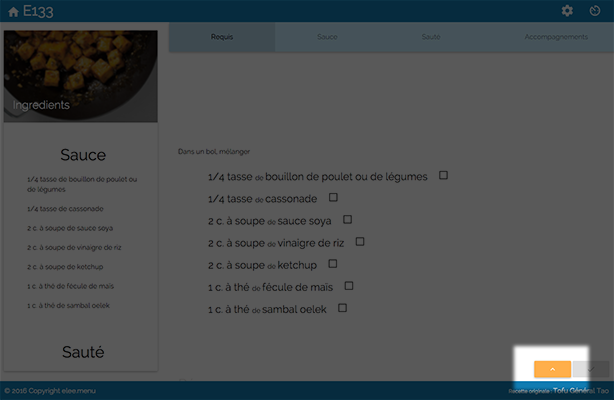 E133
Requis
Sauce
Sauté
Accompagnements
Ingredients
Sauce
1/4 tasse de bouillon de poulet ou
de légumes
1/4 tasse de cassonade
2 c. à soupe de sauce soya
2 c. à soupe de vinaigre de riz
2 c. à soupe de ketchup
1 c. à thé de fécule de maïs
1 c. à thé de sambal oelek
Sauté
Dans un bol, mélanger
1/4 tasse de bouillon de poulet ou de légumes
1/4 tasse de cassonade
2 c. à soupe de sauce soya
2 c. à soupe de vinaigre de riz
2 c. à soupe de ketchup
1 c. à thé de fécule de maïs
1 c. à thé de sambal oelek
© 2016 Copyright elee.menu
Recette originale : Tofu Général Tao